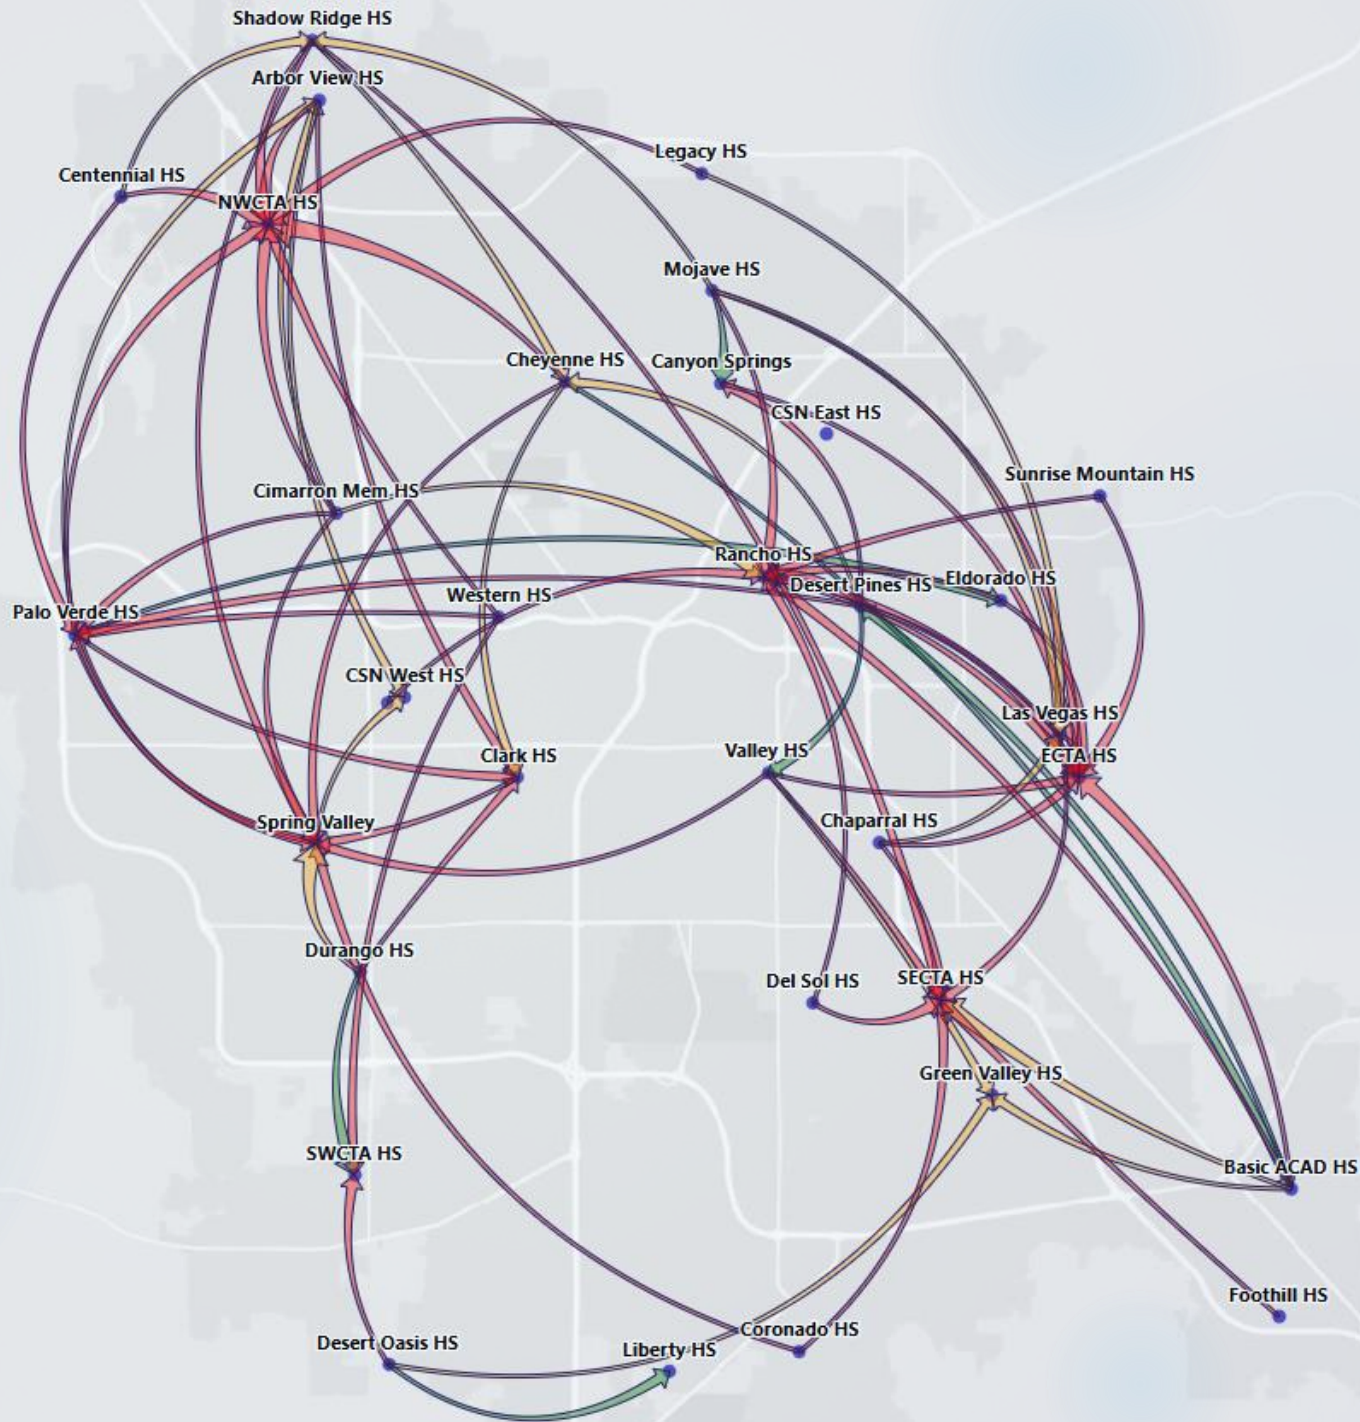 Shadow Ridge HS
Arbor View HS
Legacy HS
Centennial HS
NWCTA HS
Mojave HS
Cheyenne HS
Canyon Springs
CSN East HS
Sunrise Mountain HS
Cimarron Mem HS
Rancho HS
Desert Pines HS
Eldorado HS
Western HS
Palo Verde HS
CSN West HS
Las Vegas HS
Clark HS
Valley HS
ECTA HS
Spring Valley
Chaparral HS
Durango HS
Del Sol HS
SECTA HS
Green Valley HS
SWCTA HS
Basic ACAD HS
Foothill HS
Desert Oasis HS
Liberty HS
Coronado HS